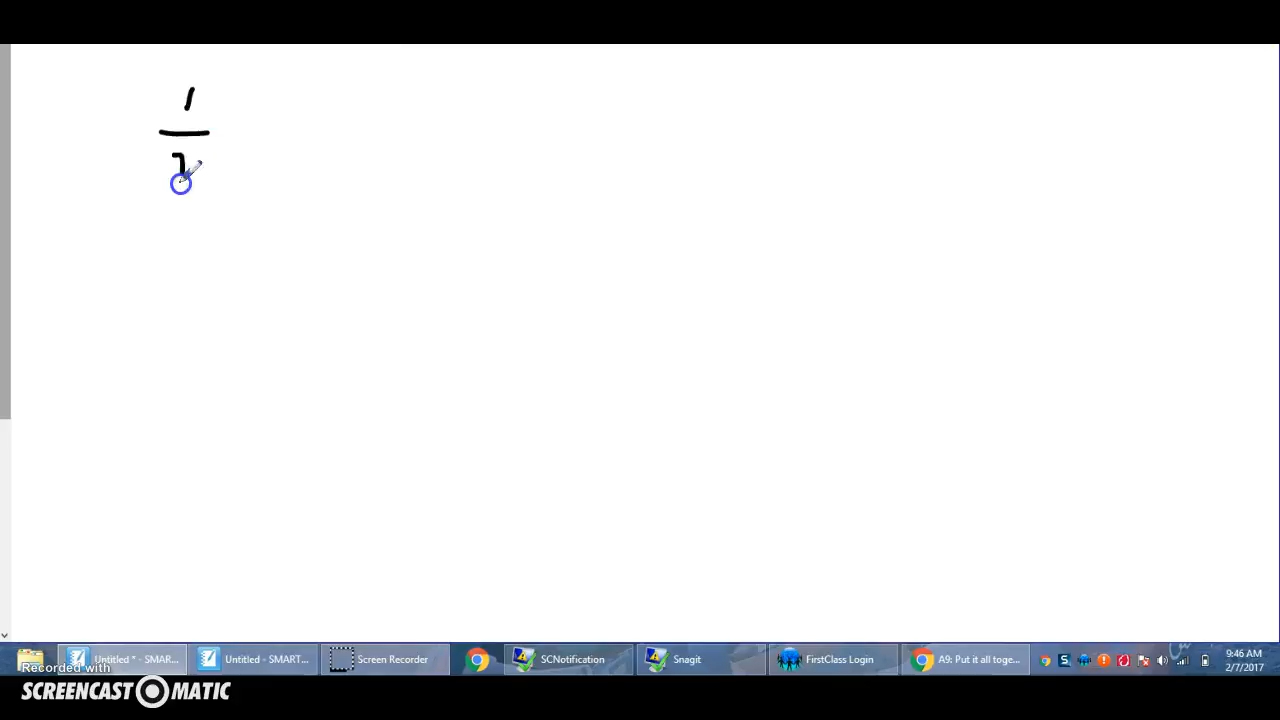 1
Untitled * - SMAR...
Untitled - SMART...
Screen Recorder
SCNotification
Snagit
FirstClass Login
A9: Put it all toge...
9:46 AM
2/7/2017
Recorded with
SCREENCAST MATIC